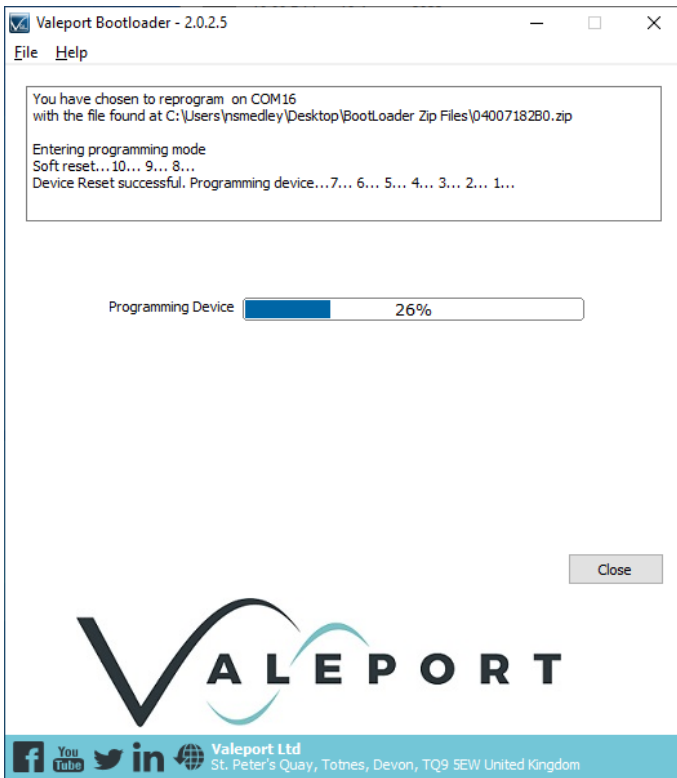 Valeport Bootloader - 2.0.2.5
File Help
You have chosen to reprogram  on COM16
with the file found at C:\Users\nsmedley\Desktop\BootLoader Zip Files\04007182B0.zip
Entering programming mode
Soft reset...10... 9... 8...
Device Reset successful. Programming device...7... 6... 5... 4... 3... 2... 1...
Programming Device 26%
Close
VALEPORT
You Tube in Valeport Ltd
St. Peter's Quay, Totnes, Devon, TQ9 5EW United Kingdom